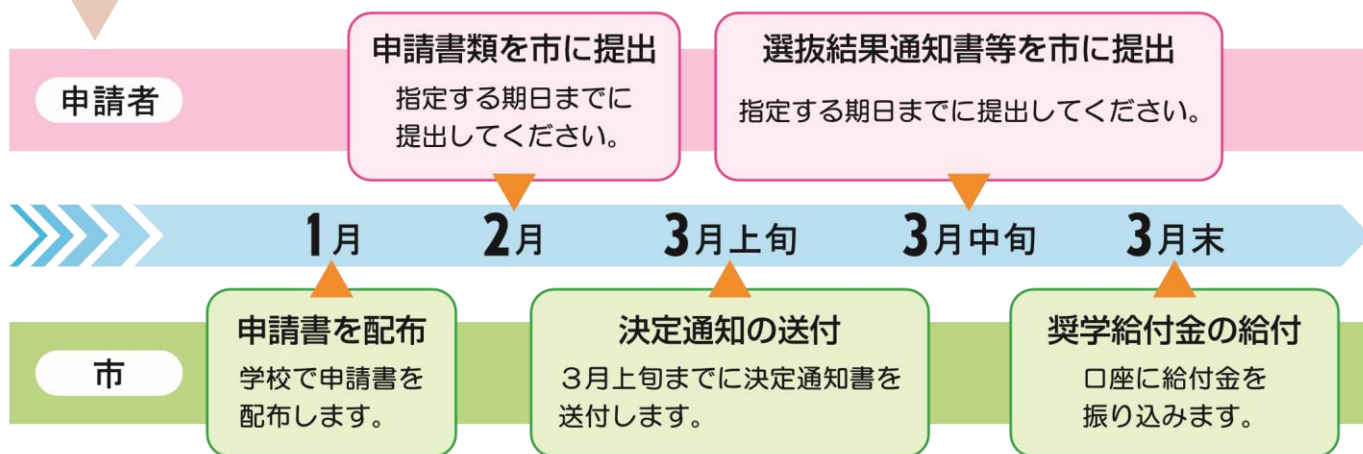 申請者
申請書類を市に提出
指定する期日までに
提出してください。
選抜結果通知書等を市に提出
指定する期日までに提出してください。
1月
2月
3月上旬
3月中旬
3月末
市
申請書を配布
学校で申請書を
配布します。
決定通知の送付
3月上旬までに決定通知書を
送付します。
奨学給付金の給付
口座に給付金を
振り込みます。